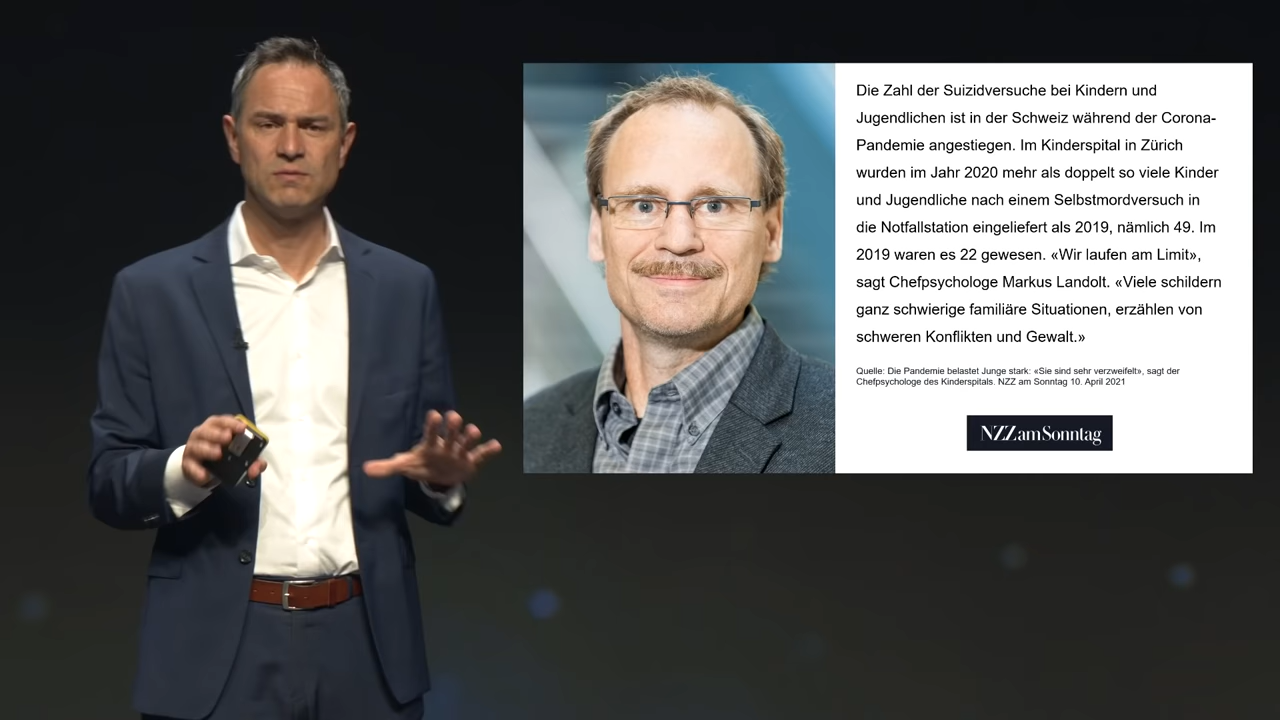 Die Zahl der Suizidversuche bei Kindern und
Jugendlichen ist in der Schweiz während der Corona-
Pandemie angestiegen. Im Kinderspital in Zürich
wurden im Jahr 2020 mehr als doppelt so viele Kinder
und Jugendliche nach einem Selbstmordversuch in
die Notfallstation eingeliefert als 2019, nämlich 49. Im
2019 waren es 22 gewesen. «Wir laufen am Limit»,
sagt Chefpsychologe Markus Landolt. «Viele schildern
ganz schwierige familiäre Situationen, erzählen von
schweren Konflikten und Gewalt.»
Quelle: Die Pandemie belastet Junge stark: «Sie sind sehr verzweifelt», sagt der
Chefpsychologe des Kinderspitals. NZZ am Sonntag 10. April 2021
NZZamSonntag